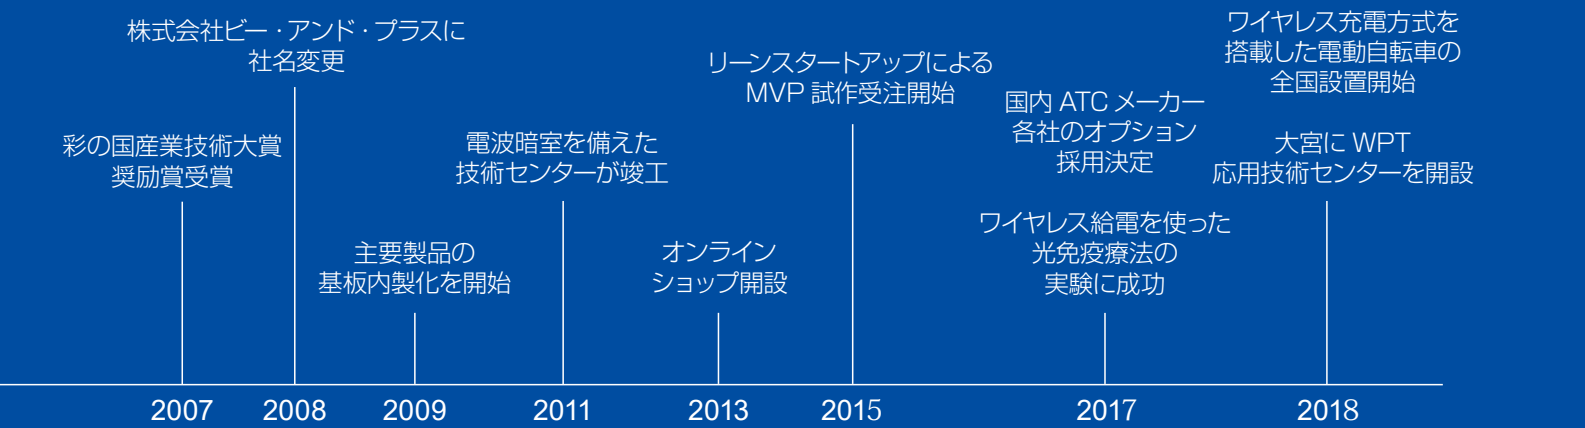 株式会社ビー・アンド・プラスに
社名変更
彩の国産業技術大賞
奨励賞受賞
主要製品の
基板内製化を開始
電波暗室を備えた
技術センターが竣工
オンライン
ショップ開設
リーンスタートアップによる
MVP 試作受注開始
国内 ATC メーカー
各社のオプション
採用決定
ワイヤレス給電を使った
光免疫療法の
実験に成功
ワイヤレス充電方式を
搭載した電動自転車の
全国設置開始
大宮に WPT
応用技術センターを開設
2007
2008
2009
2011
2013
2015
2017
2018